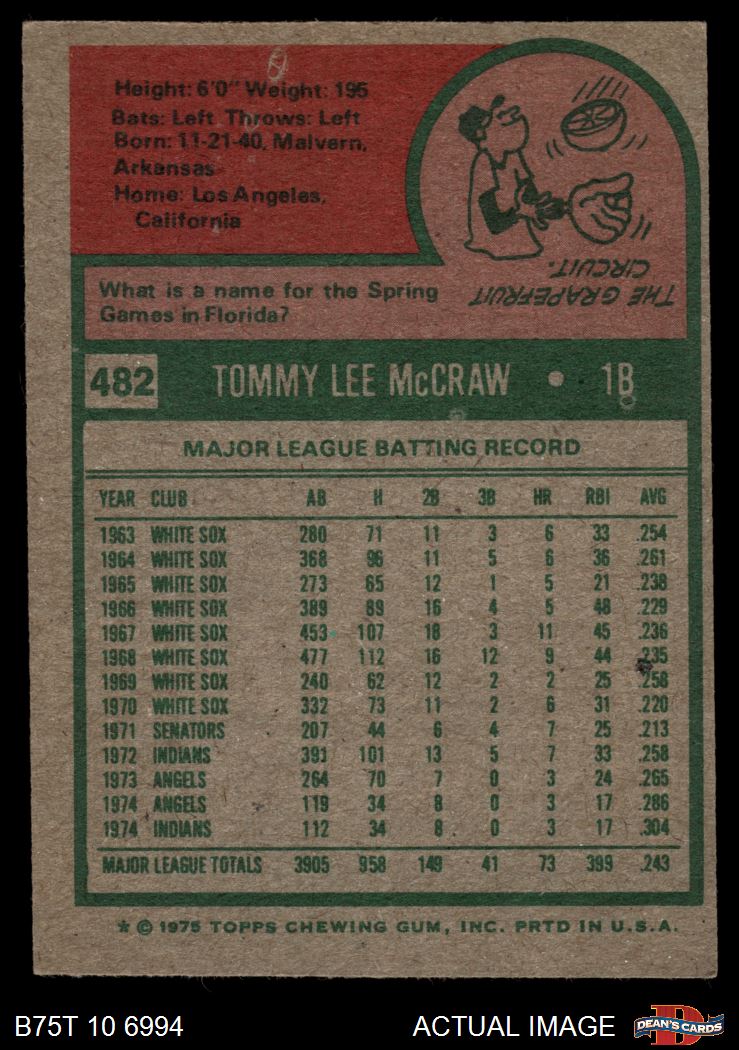 Height: 6'0" Weight: 195
Bats: Left Throws: Left
Born: 11-21-40, Malvern,
Arkansas
Home: Los Angeles,
California
THE GRAPEFRUIT
CIRCUIT.
What is a name for the Spring
Games in Florida?
482 TOMMY LEE McCRAW • 1B
MAJOR LEAGUE BATTING RECORD
YEAR CLUB AB H 2B 3B HR RBI AVG
1963 WHITE SOX 280 71 11 3 6 33 .254
1964 WHITE SOX 368 96 11 5 6 36 .261
1965 WHITE SOX 273 65 12 1 5 21 .238
1966 WHITE SOX 389 89 16 4 5 48 .229
1967 WHITE SOX 453 107 18 3 11 45 .236
1968 WHITE SOX 477 112 16 12 9 44 .235
1969 WHITE SOX 240 62 12 2 2 25 .258
1970 WHITE SOX 332 73 11 2 6 31 .220
1971 SENATORS 207 44 6 4 7 25 .213
1972 INDIANS 391 101 13 5 7 33 .258
1973 ANGELS 264 70 7 0 3 24 .265
1974 ANGELS 119 34 8 0 3 17 .286
1974 INDIANS 112 34 8 0 3 17 .304
MAJOR LEAGUE TOTALS 3905 958 149 41 73 399 .243
* © 1975 TOPPS CHEWING GUM, INC. PRTD IN U.S.A.
B75T 10 6994 ACTUAL IMAGE D DEAN'S CARDS